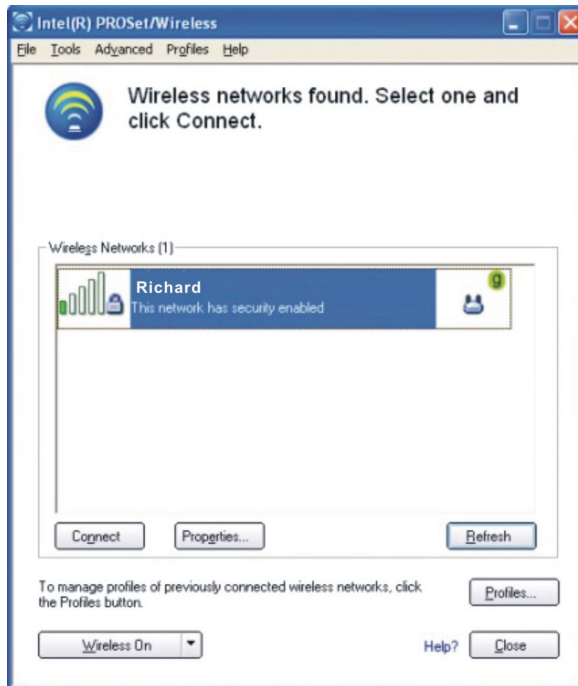 Intel(R) PROSet/Wireless
File Tools Advanced Profiles Help
Wireless networks found. Select one and
click Connect.
Wireless Networks (1)
Richard
This network has security enabled
g
Connect Properties... Refresh
To manage profiles of previously connected wireless networks, click
the Profiles button.
Profiles...
Wireless On Help? Close